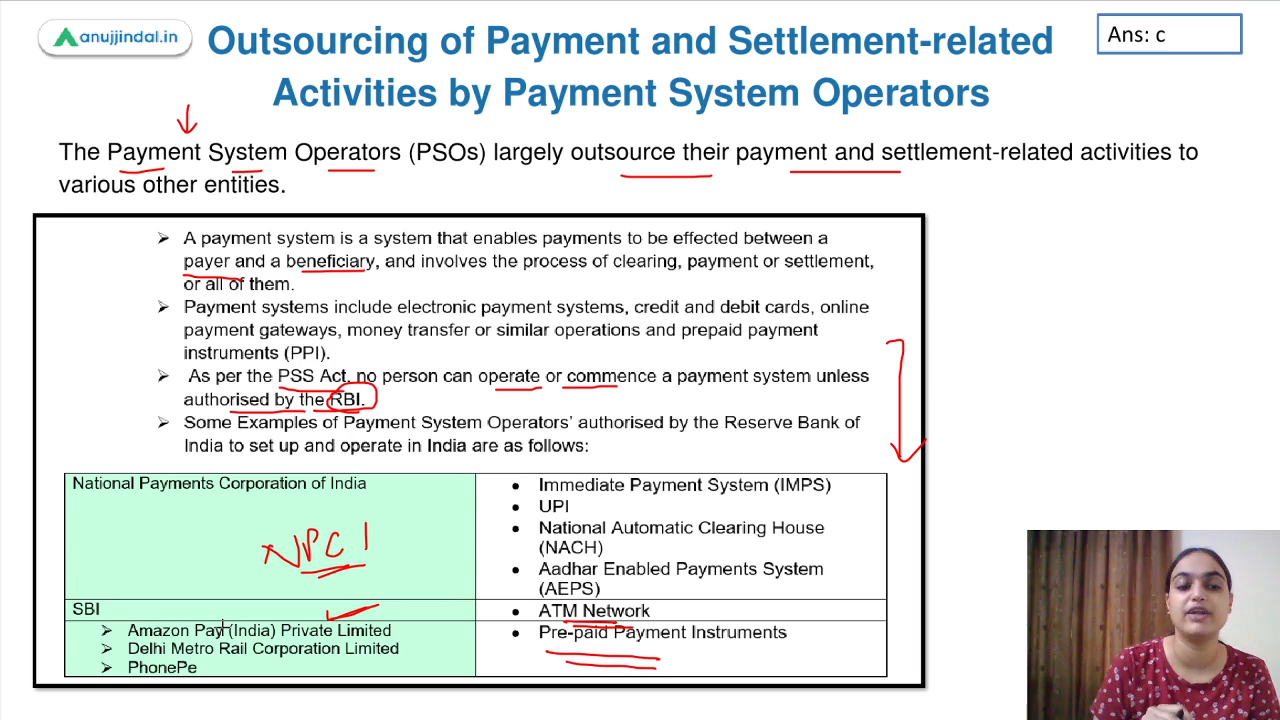 anujjindal.in
Outsourcing of Payment and Settlement-related
Activities by Payment System Operators
Ans: c
The Payment System Operators (PSOs) largely outsource their payment and settlement-related activities to
various other entities.
➢ A payment system is a system that enables payments to be effected between a
payer and a beneficiary, and involves the process of clearing, payment or settlement,
or all of them.
➢ Payment systems include electronic payment systems, credit and debit cards, online
payment gateways, money transfer or similar operations and prepaid payment
instruments (PPI).
➢ As per the PSS Act, no person can operate or commence a payment system unless
authorised by the RBI.
➢ Some Examples of Payment System Operators' authorised by the Reserve Bank of
India to set up and operate in India are as follows:
National Payments Corporation of India
NPCI
• Immediate Payment System (IMPS)
• UPI
• National Automatic Clearing House
(NACH)
• Aadhar Enabled Payments System
(AEPS)
SBI
• ATM Network
➢ Amazon Pay (India) Private Limited
➢ Delhi Metro Rail Corporation Limited
➢ PhonePe
• Pre-paid Payment Instruments